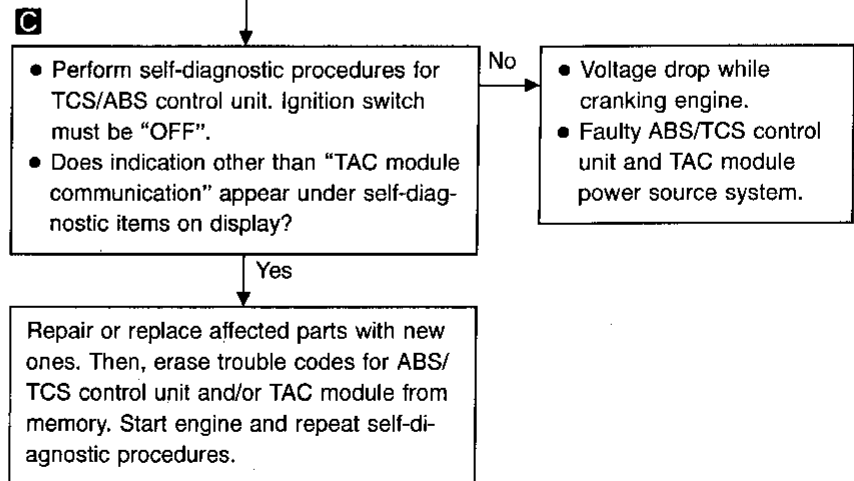 C
● Perform self-diagnostic procedures for
TCS/ABS control unit. Ignition switch
must be “OFF”.
● Does indication other than “TAC module
communication” appear under self-diag-
nostic items on display?
No
● Voltage drop while
cranking engine.
● Faulty ABS/TCS control
unit and TAC module
power source system.
Yes
Repair or replace affected parts with new
ones. Then, erase trouble codes for ABS/
TCS control unit and/or TAC module from
memory. Start engine and repeat self-di-
agnostic procedures.